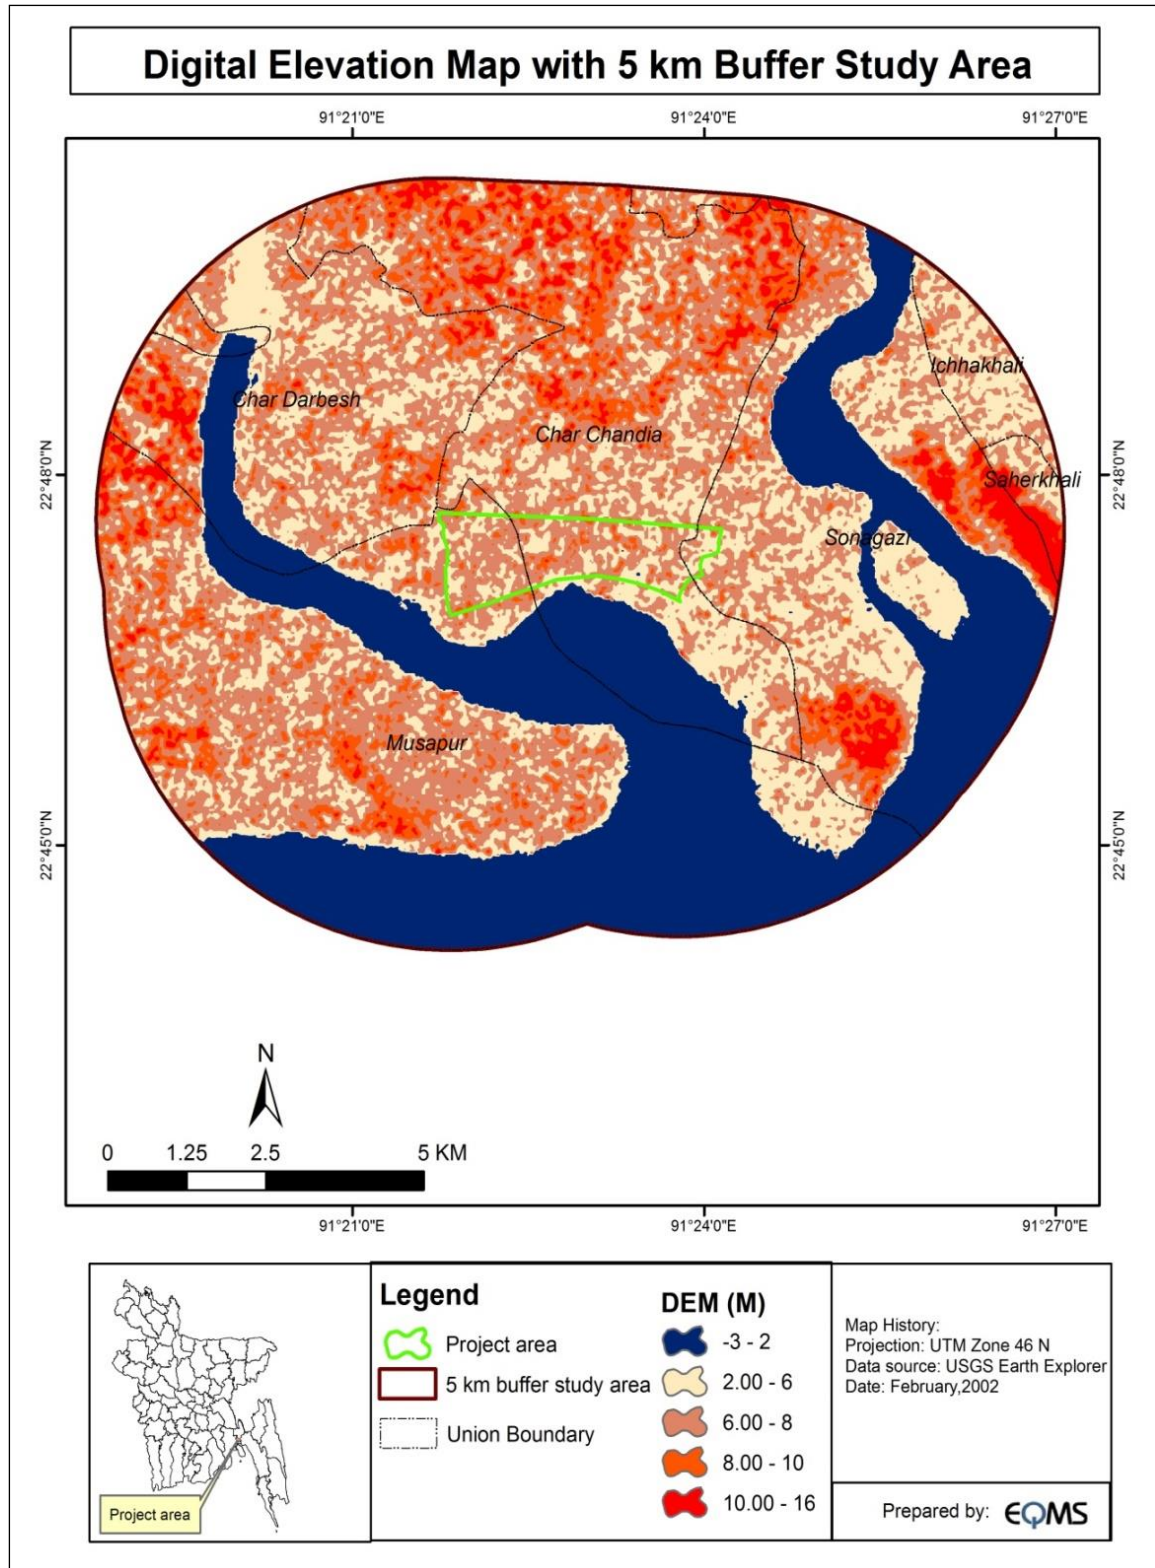 Digital Elevation Map with 5 km Buffer Study Area
91°21'0"E 91°24'0"E 91°27'0"E
Ichhakhali
Char Darbesh
Char Chandia
22°48'0"N 22°48'0"N
Saherkhali
Sonagazi
Musapur
22°45'0"N 22°45'0"N
N
0 1.25 2.5 5 KM
91°21'0"E 91°24'0"E 91°27'0"E
Project area
Legend
Project area
5 km buffer study area
Union Boundary
DEM (M)
-3 - 2
2.00 - 6
6.00 - 8
8.00 - 10
10.00 - 16
Map History:
Projection: UTM Zone 46 N
Data source: USGS Earth Explorer
Date: February,2002
Prepared by: EQMS